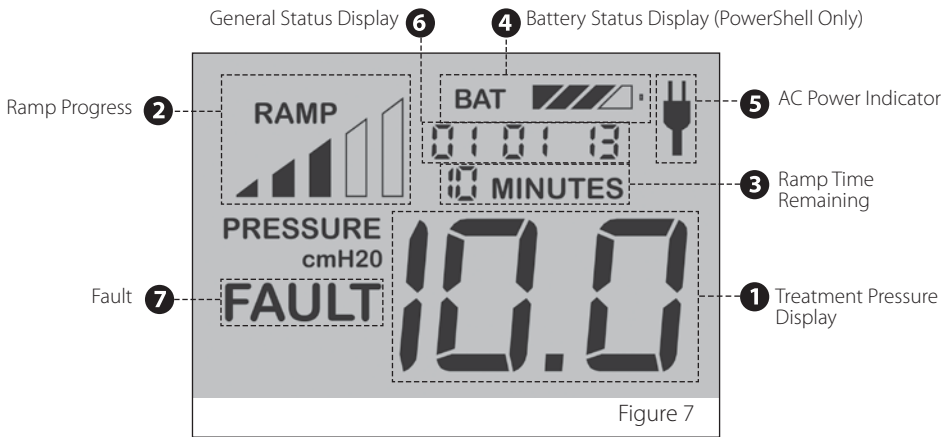 General Status Display 6
4 Battery Status Display (PowerShell Only)
Ramp Progress 2
RAMP
BAT
5 AC Power Indicator
01 01 13
10 MINUTES
3 Ramp Time
Remaining
PRESSURE
cmH20
Fault 7
FAULT
10.0
1 Treatment Pressure
Display
Figure 7